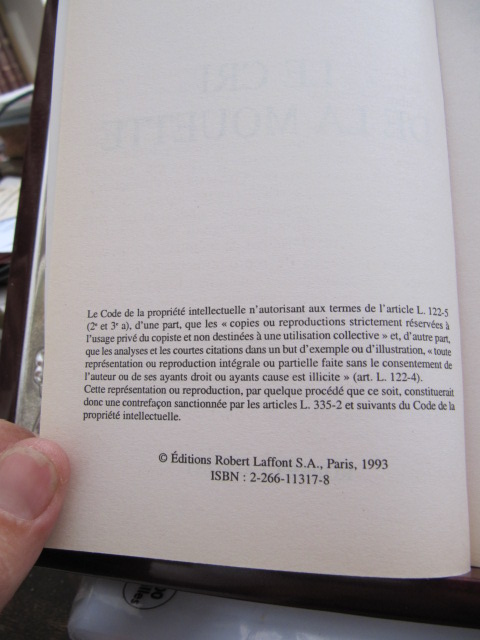 LE CRI
DE LA MOUETTE
Le Code de la propriété intellectuelle n'autorisant aux termes de l'article L. 122-5
(2e et 3e a), d'une part, que les « copies ou reproductions strictement réservées à
l'usage privé du copiste et non destinées à une utilisation collective » et, d'autre part,
que les analyses et les courtes citations dans un but d'exemple ou d'illustration, « toute
représentation ou reproduction intégrale ou partielle faite sans le consentement de
l'auteur ou de ses ayants droit ou ayants cause est illicite » (art. L. 122-4).
Cette représentation ou reproduction, par quelque procédé que ce soit, constituerait
donc une contrefaçon sanctionnée par les articles L. 335-2 et suivants du Code de la
propriété intellectuelle.
© Éditions Robert Laffont S.A., Paris, 1993
ISBN : 2-266-11317-8